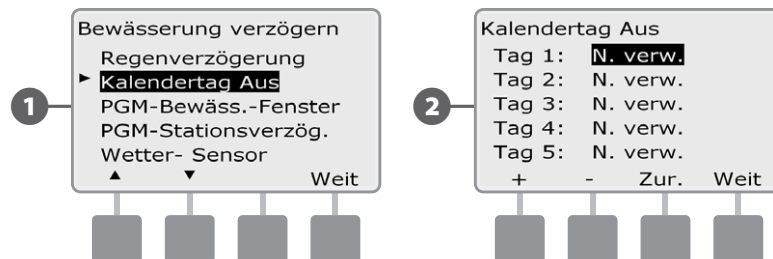 1
Bewässerung verzögern
Regenverzögerung
► Kalendertag Aus
PGM-Bewäss.-Fenster
PGM-Stationsverzög.
Wetter- Sensor
▲ ▼ Weit
2
Kalendertag Aus
Tag 1: N. verw.
Tag 2: N. verw.
Tag 3: N. verw.
Tag 4: N. verw.
Tag 5: N. verw.
+ - Zur. Weit